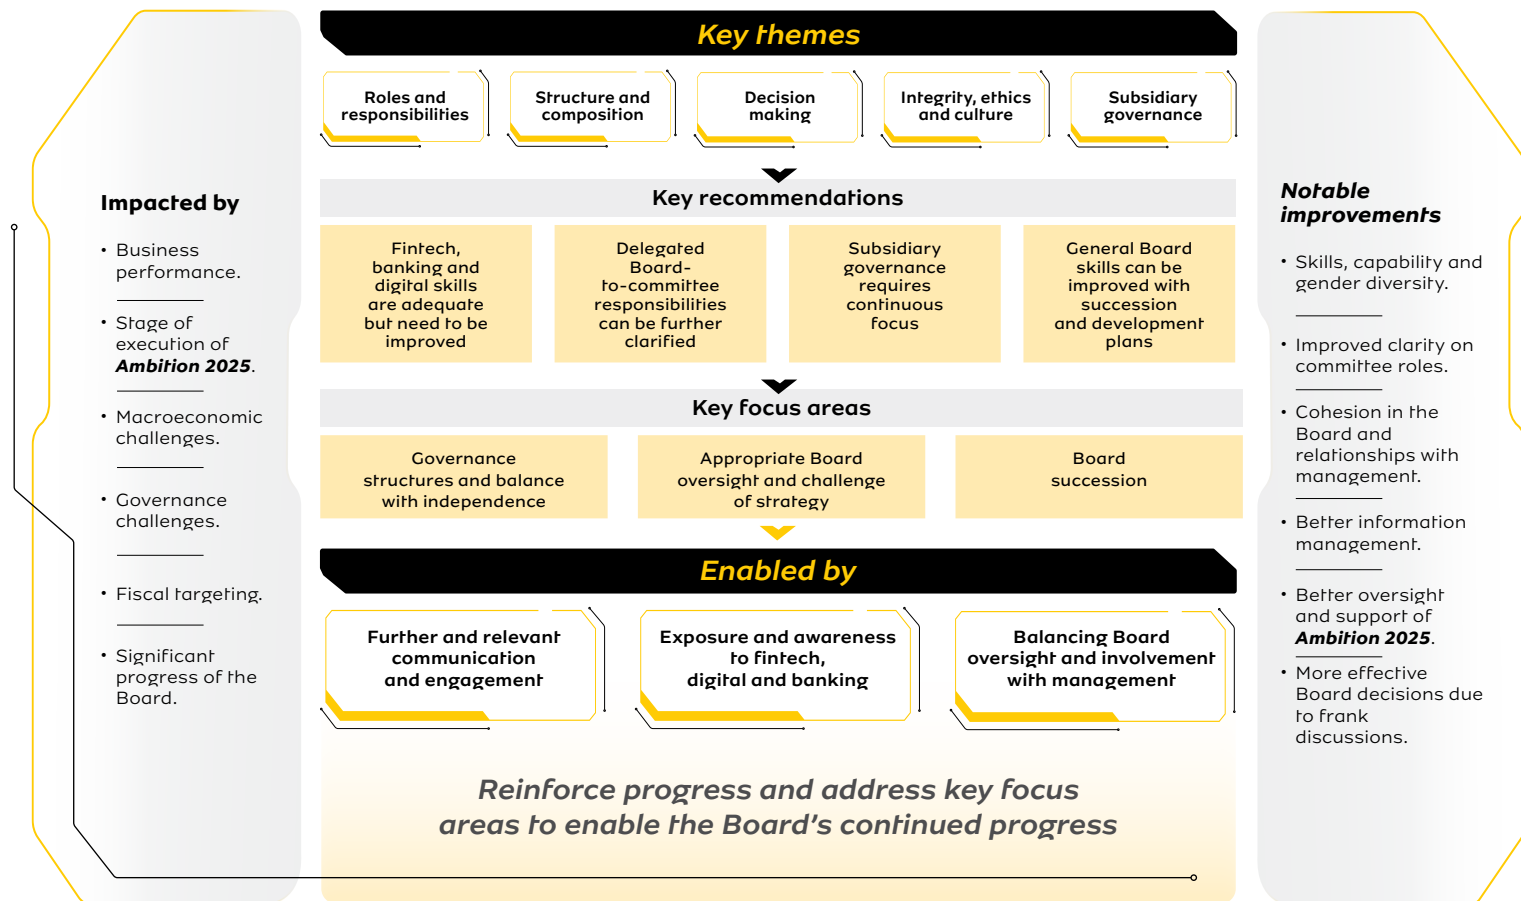 Impacted by
• Business
performance.
• Stage of
execution of
Ambition 2025.
• Macroeconomic
challenges.
• Governance
challenges.
• Fiscal targeting.
• Significant
progress of the
Board.
Key themes
Roles and
responsibilities
Structure and
composition
Decision
making
Integrity, ethics
and culture
Subsidiary
governance
Key recommendations
Fintech,
banking and
digital skills
are adequate
but need to be
improved
Delegated
Board-
to-committee
responsibilities
can be further
clarified
Subsidiary
governance
requires
continuous
focus
General Board
skills can be
improved with
succession
and development
plans
Key focus areas
Governance
structures and balance
with independence
Appropriate Board
oversight and challenge
of strategy
Board
succession
Enabled by
Further and relevant
communication
and engagement
Exposure and awareness
to fintech,
digital and banking
Balancing Board
oversight and involvement
with management
Reinforce progress and address key focus
areas to enable the Board’s continued progress
Notable
improvements
• Skills, capability and
gender diversity.
• Improved clarity on
committee roles.
• Cohesion in the
Board and
relationships with
management.
• Better information
management.
• Better oversight
and support of
Ambition 2025.
• More effective
Board decisions due
to frank
discussions.